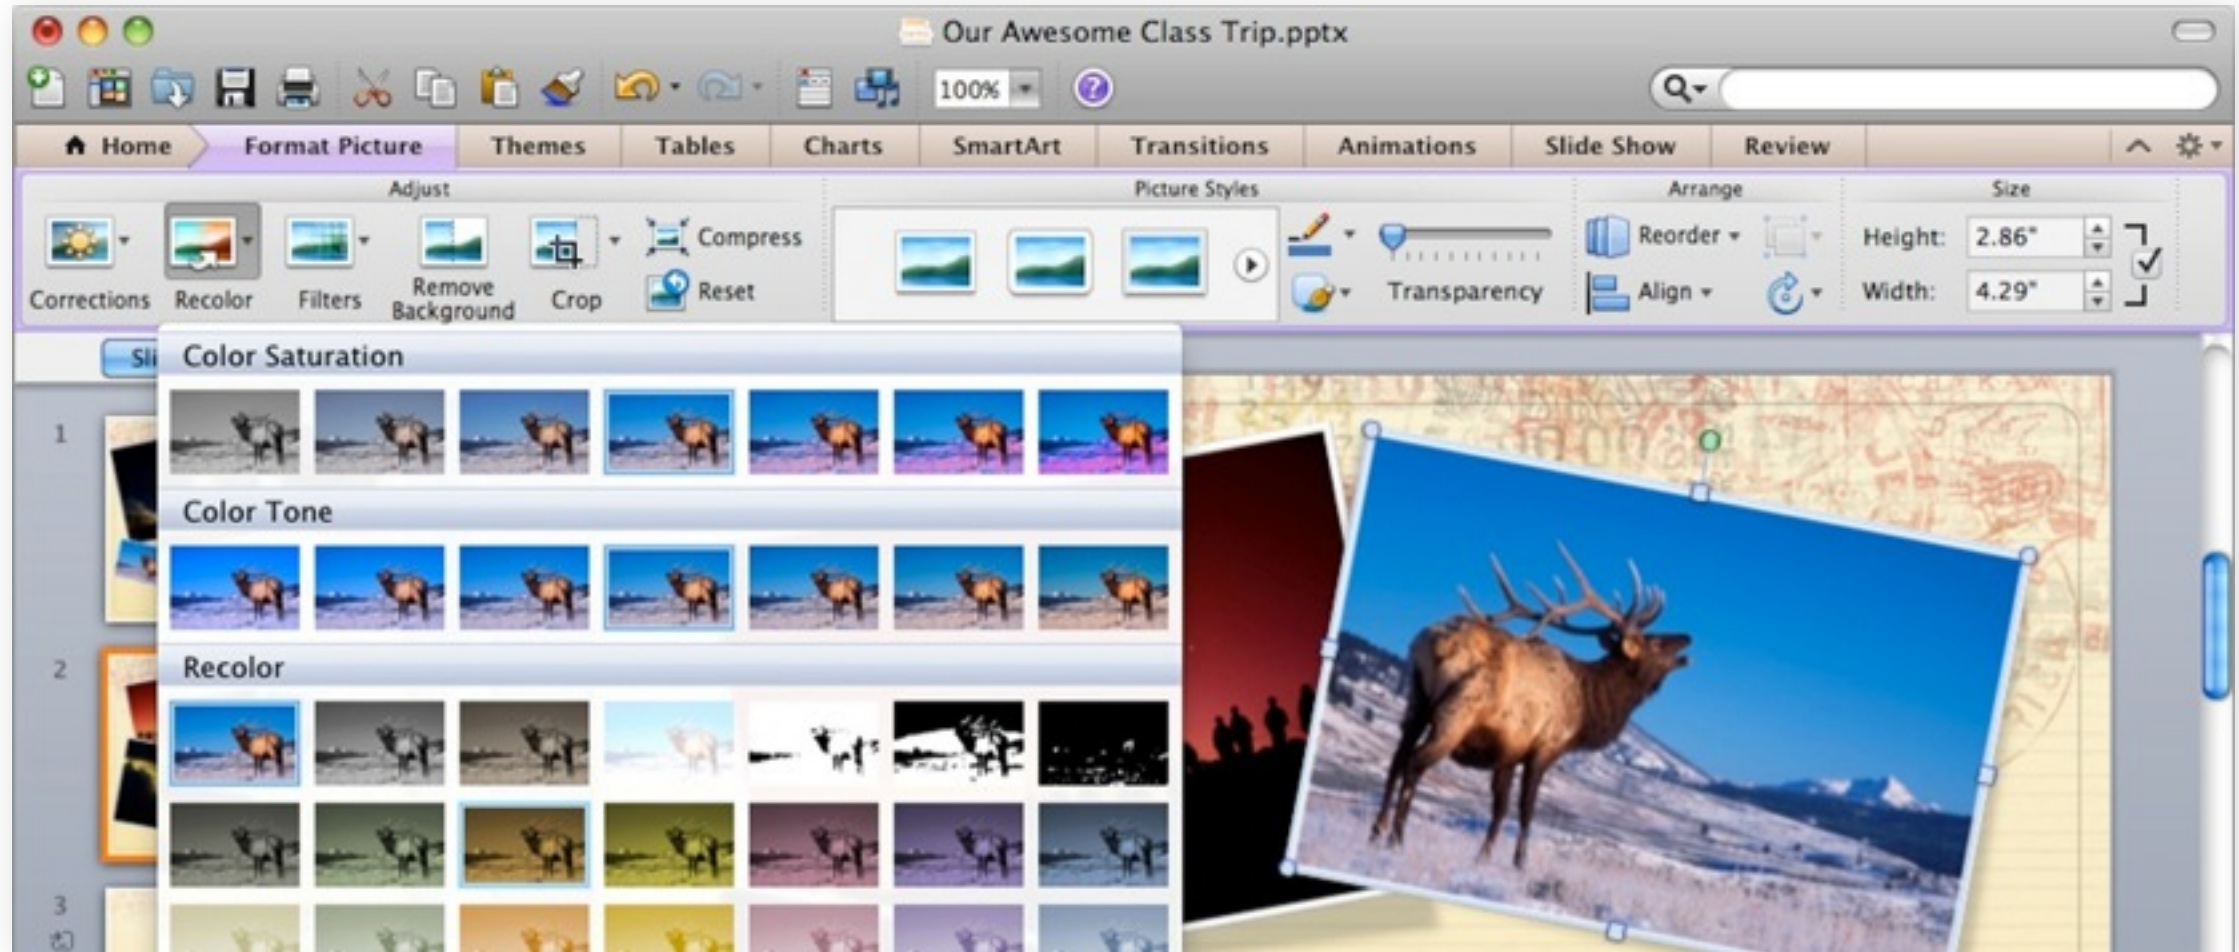 Our Awesome Class Trip.pptx
100%
Home Format Picture Themes Tables Charts SmartArt Transitions Animations Slide Show Review
Adjust Picture Styles Arrange Size
Corrections Recolor Filters Remove Background Crop Compress Reset
Transparency
Reorder
Align
Height: 2.86"
Width: 4.29"
Sli
Color Saturation
Color Tone
Recolor
1
2
3